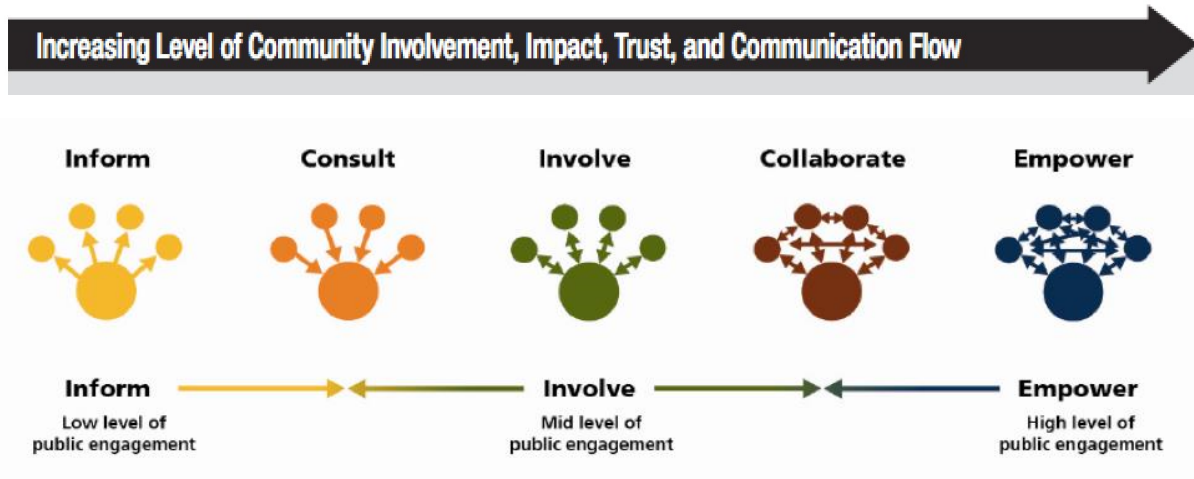 Increasing Level of Community Involvement, Impact, Trust, and Communication Flow
Inform
Consult
Involve
Collaborate
Empower
Inform
Involve
Empower
Low level of
public engagement
Mid level of
public engagement
High level of
public engagement